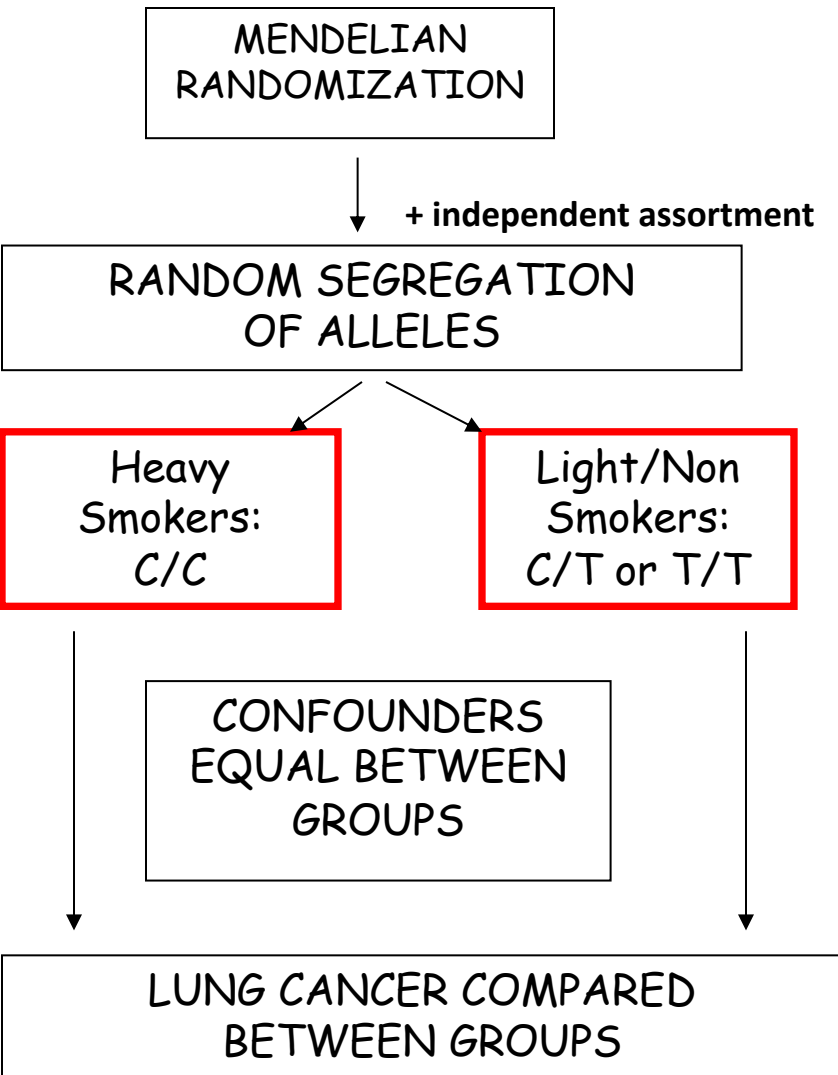 MENDELIAN
RANDOMIZATION
+ independent assortment
RANDOM SEGREGATION
OF ALLELES
Heavy
Smokers:
C/C
Light/Non
Smokers:
C/T or T/T
CONFOUNDERS
EQUAL BETWEEN
GROUPS
LUNG CANCER COMPARED
BETWEEN GROUPS